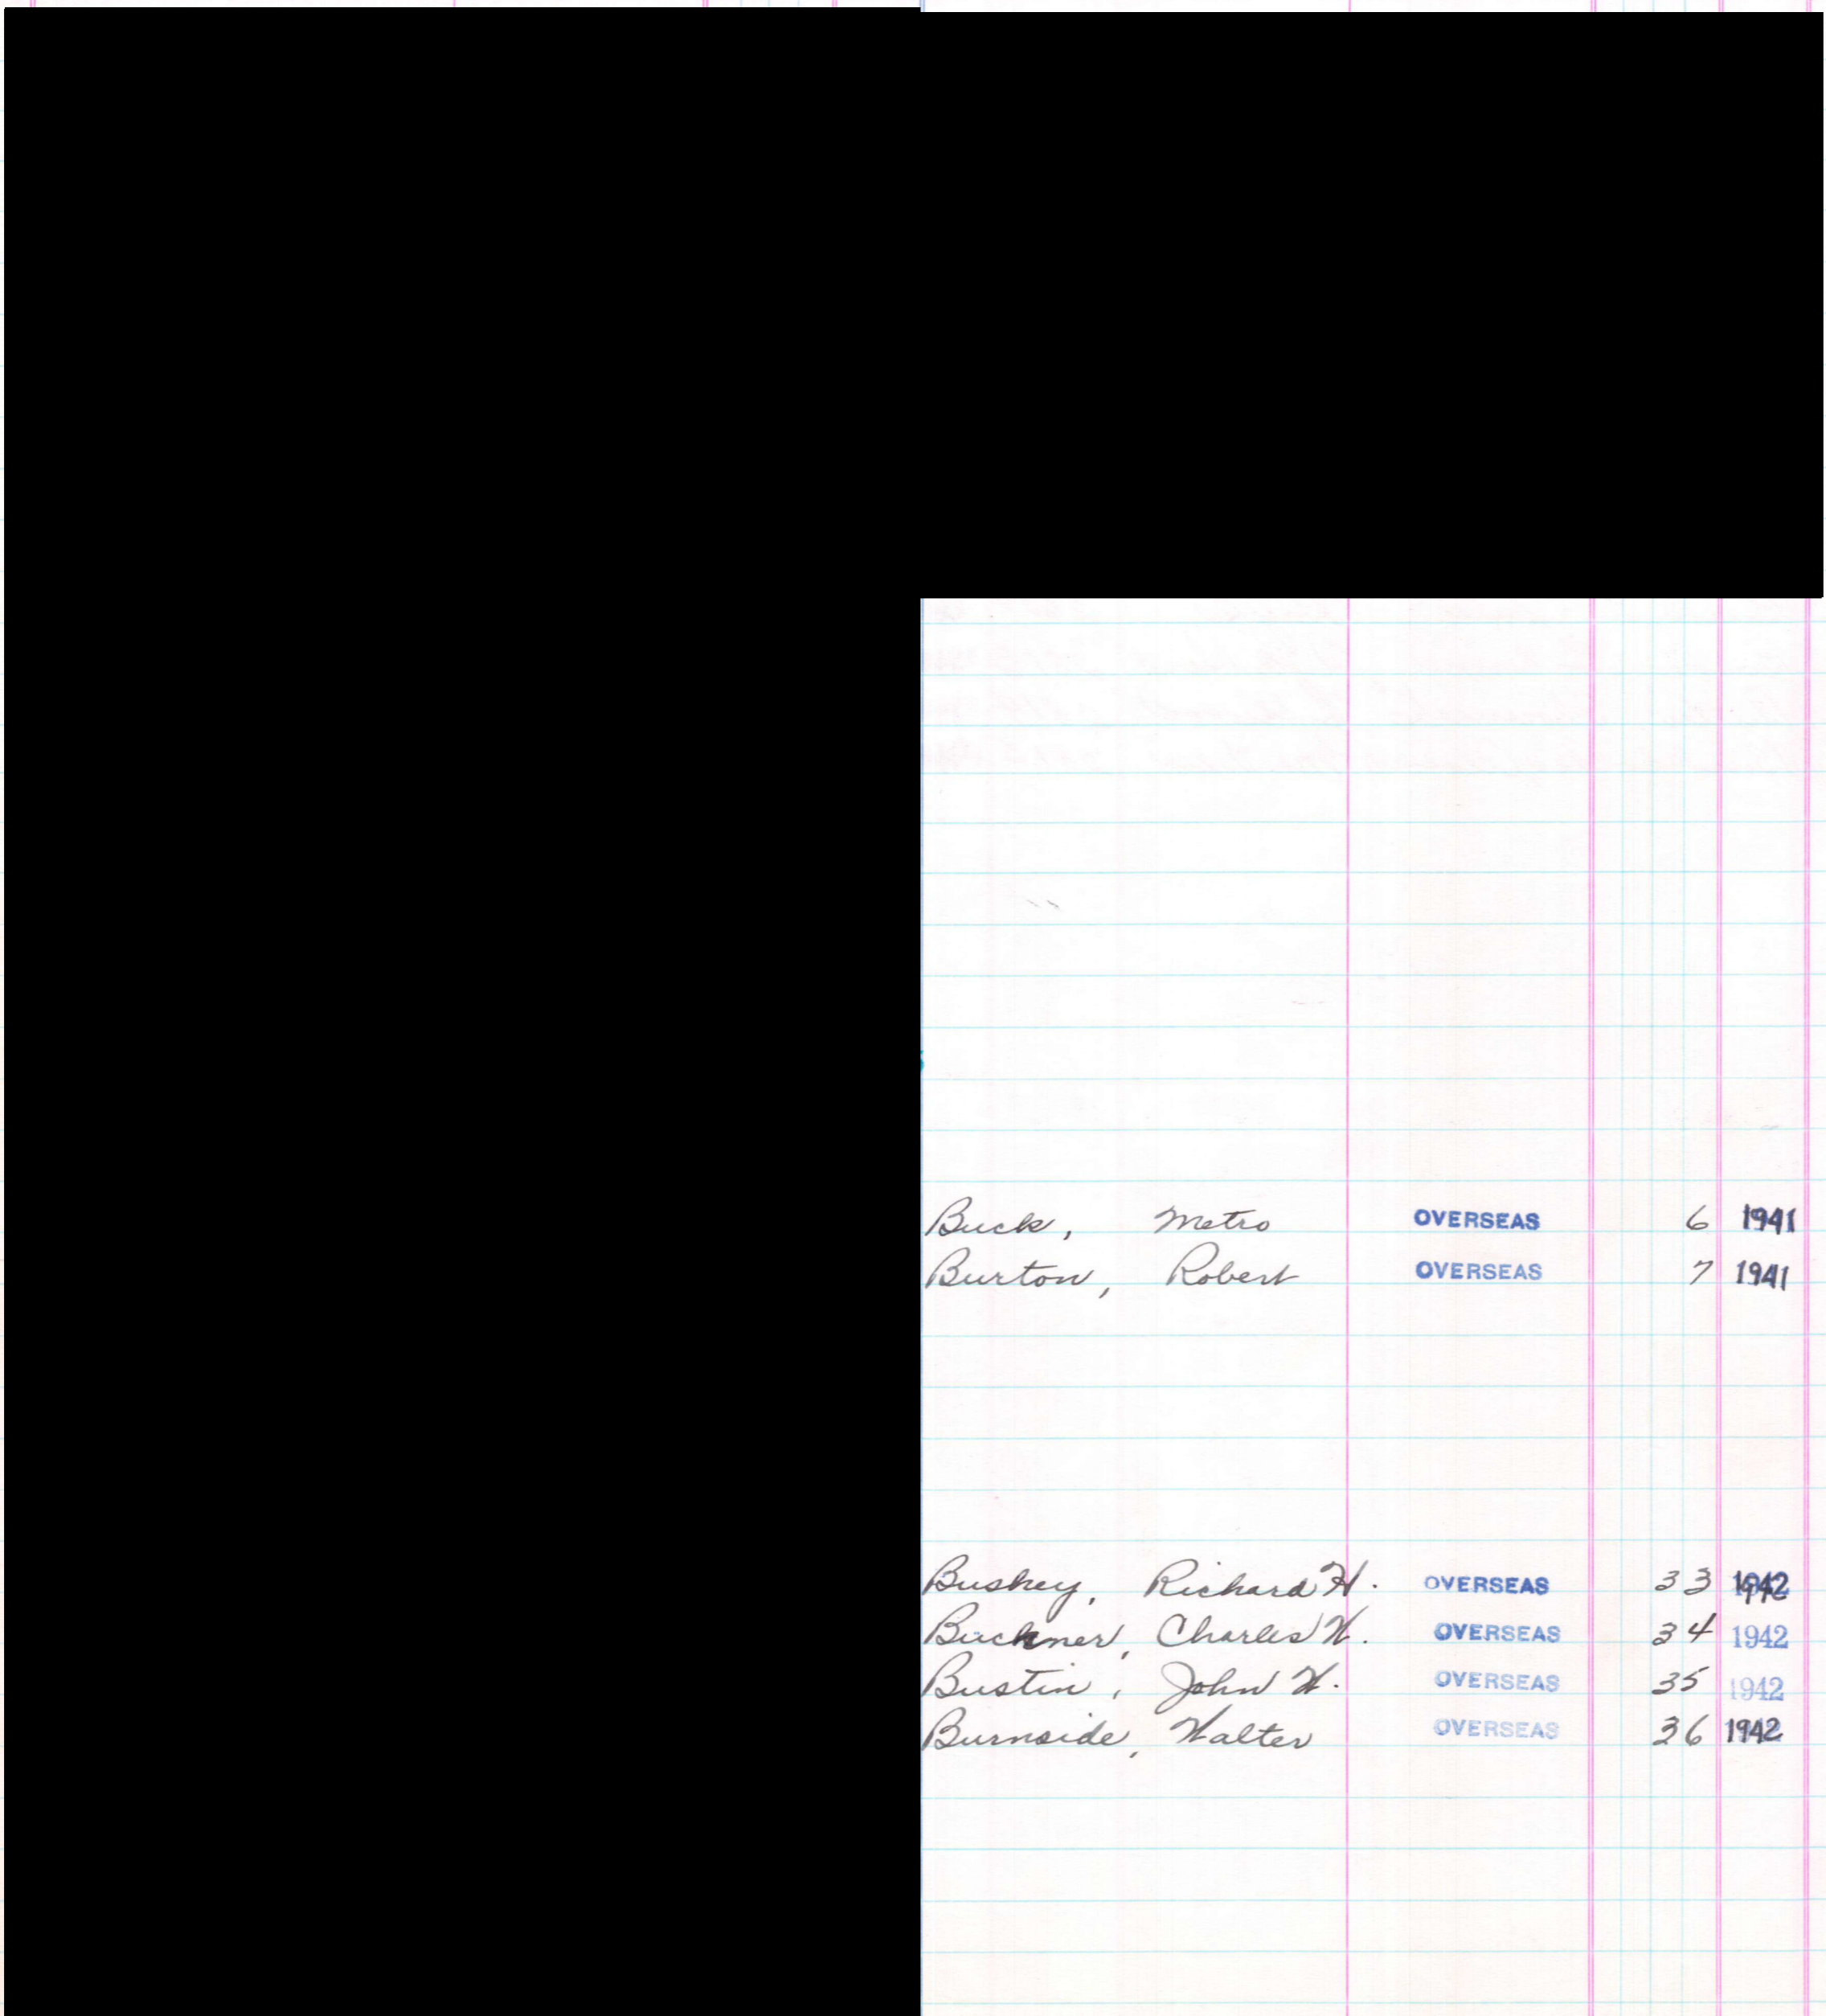 Buck, Metro OVERSEAS 6 1941
Burton, Robert OVERSEAS 7 1941
Bushey, Richard H. OVERSEAS 33 1942
Buckner, Charles W. OVERSEAS 34 1942
Bustin, John W. OVERSEAS 35 1942
Burnside, Walter OVERSEAS 36 1942